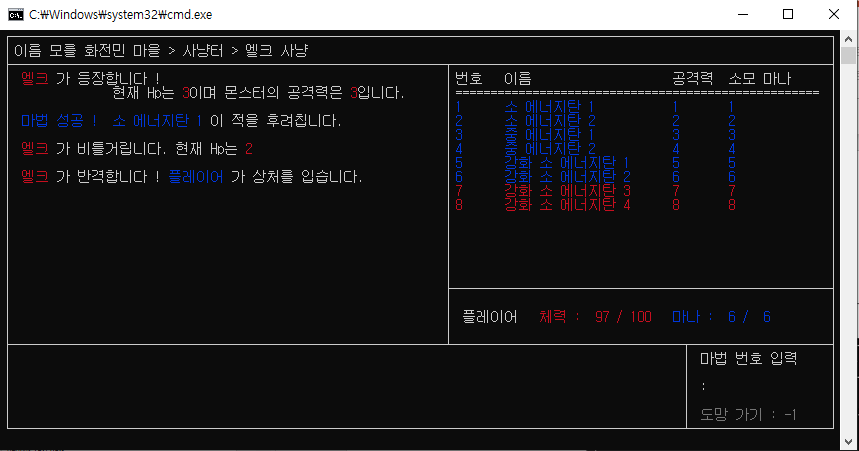 C:₩Windows₩system32₩cmd.exe
이름 모를 화전민 마을 > 사냥터 > 엘크 사냥
엘크 가 등장합니다 !
현재 Hp는 3이며 몬스터의 공격력은 3입니다.
마법 성공 ! 소 에너지탄 1 이 적을 후려칩니다.
엘크 가 비틀거립니다. 현재 Hp는 2
엘크 가 반격합니다 ! 플레이어 가 상처를 입습니다.
번호 이름 공격력 소모 마나
====================================================
1 소 에너지탄 1 1 1
2 소 에너지탄 2 2 2
3 중 에너지탄 1 3 3
4 중 에너지탄 2 4 4
5 강화 소 에너지탄 1 5 5
6 강화 소 에너지탄 2 6 6
7 강화 소 에너지탄 3 7 7
8 강화 소 에너지탄 4 8 8
플레이어 체력 : 97 / 100 마나 : 6 / 6
마법 번호 입력
:
도망 가기 : -1